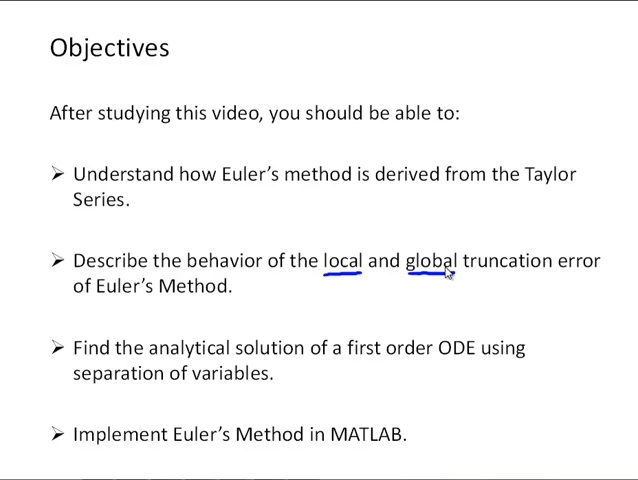 Objectives
After studying this video, you should be able to:
➢ Understand how Euler's method is derived from the Taylor
Series.
➢ Describe the behavior of the local and global truncation error
of Euler's Method.
➢ Find the analytical solution of a first order ODE using
separation of variables.
➢ Implement Euler's Method in MATLAB.